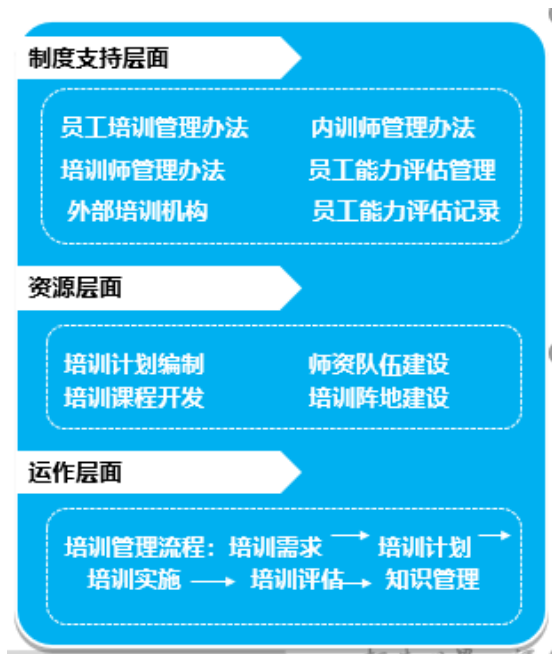 制度支持层面
员工培训管理办法 内训师管理办法
培训师管理办法 员工能力评估管理
外部培训机构 员工能力评估记录
资源层面
培训计划编制 师资队伍建设
培训课程开发 培训阵地建设
运作层面
培训管理流程：培训需求 → 培训计划 →
培训实施 → 培训评估 → 知识管理